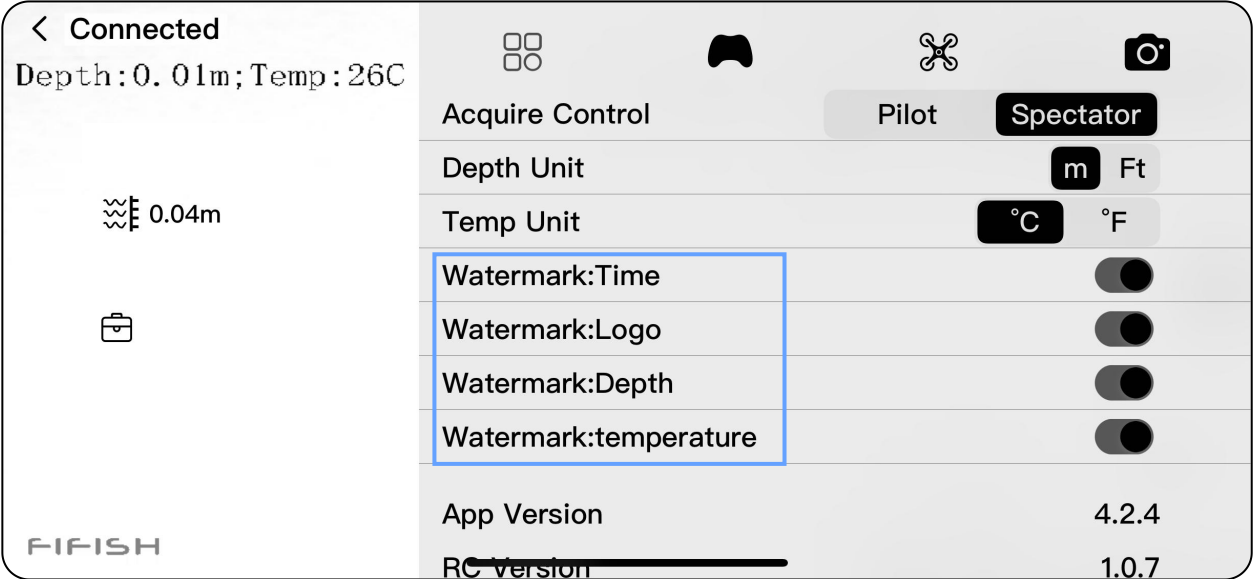 Connected
Depth:0.01m;Temp:26C
0.04m
FIFISH
Acquire Control Pilot Spectator
Depth Unit m Ft
Temp Unit °C °F
Watermark:Time
Watermark:Logo
Watermark:Depth
Watermark:temperature
App Version 4.2.4
RC Version 1.0.7